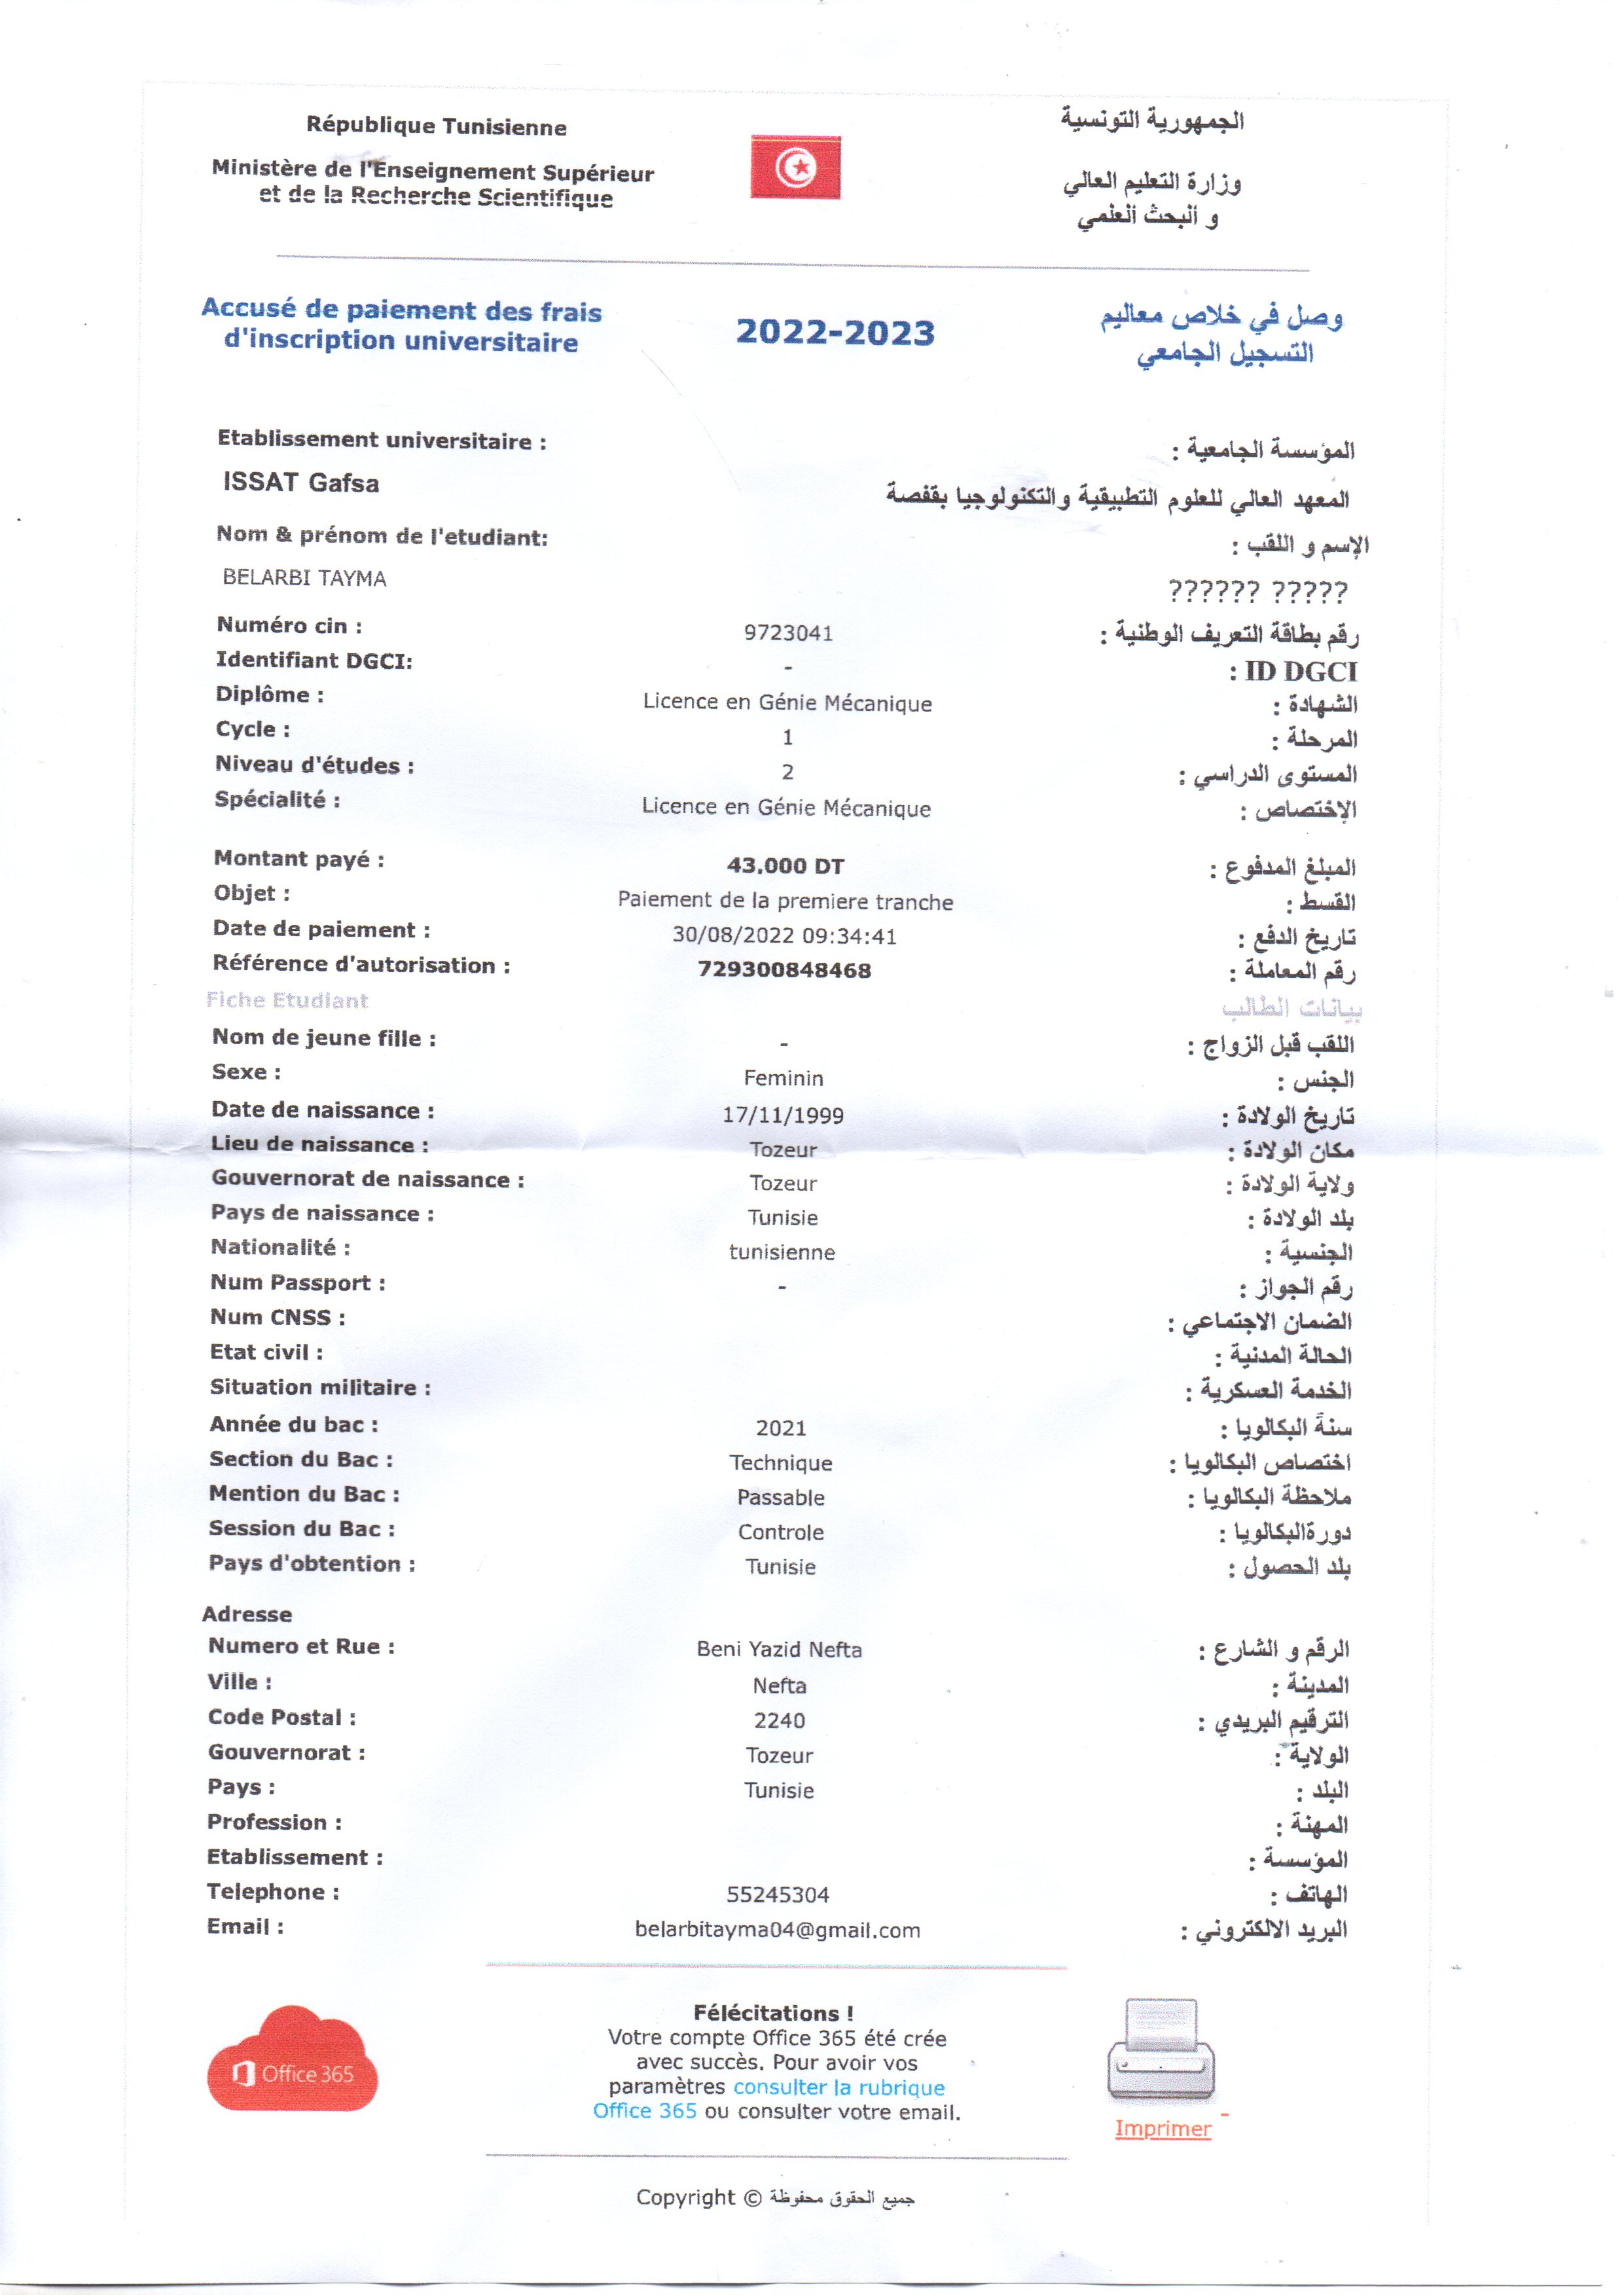 République Tunisienne
الجمهورية التونسية
Ministère de l'Enseignement Supérieur
et de la Recherche Scientifique
وزارة التعليم العالي
و البحث العلمي
Accusé de paiement des frais
d'inscription universitaire
2022-2023
وصل في خلاص معاليم
التسجيل الجامعي
Etablissement universitaire :
المؤسسة الجامعية :
ISSAT Gafsa
المعهد العالي للعلوم التطبيقية والتكنولوجيا بقفصة
Nom & prénom de l'etudiant:
الإسم و اللقب :
BELARBI TAYMA
?????? ?????
Numéro cin : 9723041 رقم بطاقة التعريف الوطنية :
Identifiant DGCI: - ID DGCI :
Diplôme : Licence en Génie Mécanique الشهادة :
Cycle : 1 المرحلة :
Niveau d'études : 2 المستوى الدراسي :
Spécialité : Licence en Génie Mécanique الإختصاص :
Montant payé : 43.000 DT المبلغ المدفوع :
Objet : Paiement de la premiere tranche القسط :
Date de paiement : 30/08/2022 09:34:41 تاريخ الدفع :
Référence d'autorisation : 729300848468 رقم المعاملة :
Fiche Etudiant بيانات الطالب
Nom de jeune fille : - اللقب قبل الزواج :
Sexe : Feminin الجنس :
Date de naissance : 17/11/1999 تاريخ الولادة :
Lieu de naissance : Tozeur مكان الولادة :
Gouvernorat de naissance : Tozeur ولاية الولادة :
Pays de naissance : Tunisie بلد الولادة :
Nationalité : tunisienne الجنسية :
Num Passport : - رقم الجواز :
Num CNSS : الضمان الاجتماعي :
Etat civil : الحالة المدنية :
Situation militaire : الخدمة العسكرية :
Année du bac : 2021 سنة البكالويا :
Section du Bac : Technique اختصاص البكالويا :
Mention du Bac : Passable ملاحظة البكالويا :
Session du Bac : Controle دورةالبكالويا :
Pays d'obtention : Tunisie بلد الحصول :
Adresse
Numero et Rue : Beni Yazid Nefta الرقم و الشارع :
Ville : Nefta المدينة :
Code Postal : 2240 الترقيم البريدي :
Gouvernorat : Tozeur الولاية :
Pays : Tunisie البلد :
Profession : المهنة :
Etablissement : المؤسسة :
Telephone : 55245304 الهاتف :
Email : belarbitayma04@gmail.com البريد الالكتروني :
Félécitations !
Votre compte Office 365 été crée
avec succès. Pour avoir vos
paramètres consulter la rubrique
Office 365 ou consulter votre email.
Office 365
Imprimer
Copyright © جميع الحقوق محفوظة